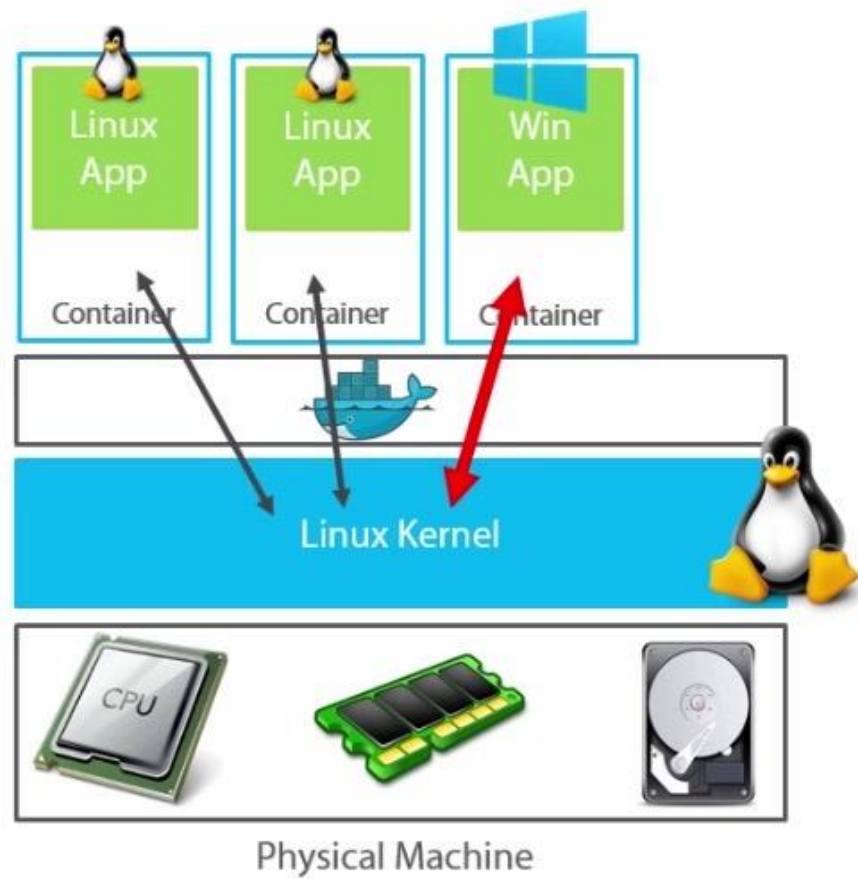 Linux
App
Container
Linux
App
Container
Win
App
Container
Linux Kernel
CPU
Physical Machine